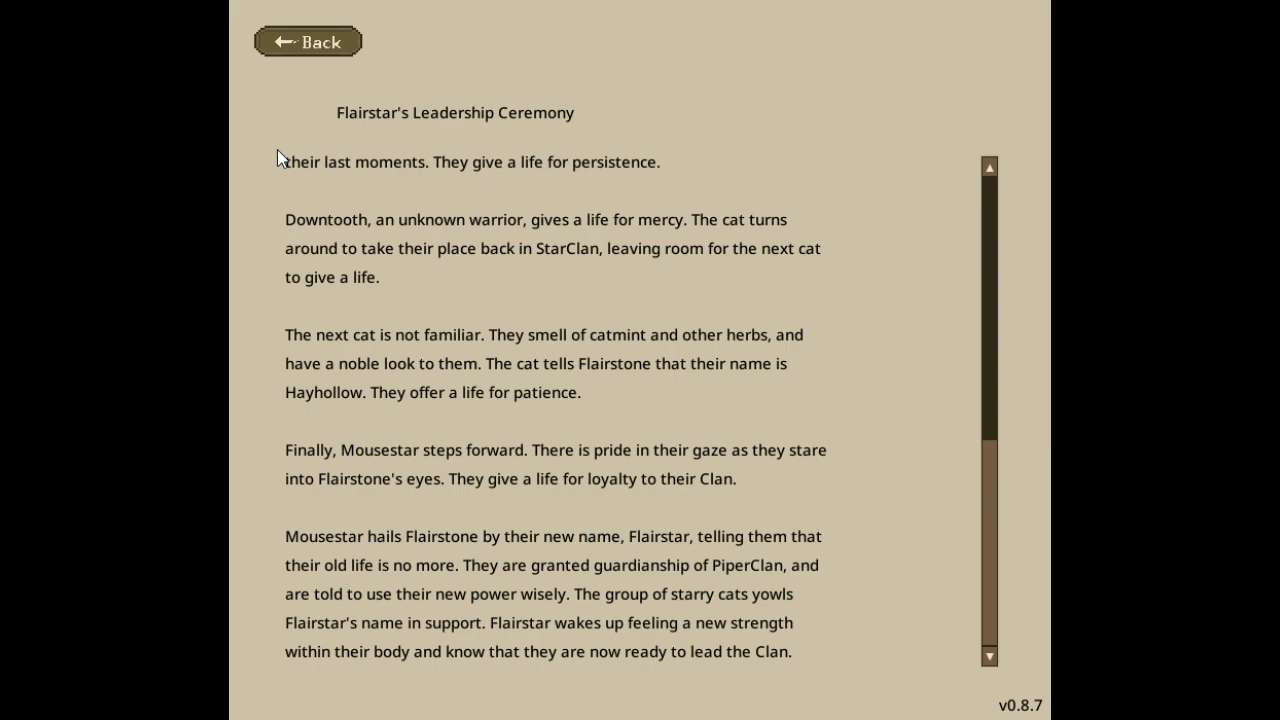 Back
Flairstar's Leadership Ceremony
their last moments. They give a life for persistence.
Downtooth, an unknown warrior, gives a life for mercy. The cat turns
around to take their place back in StarClan, leaving room for the next cat
to give a life.
The next cat is not familiar. They smell of catmint and other herbs, and
have a noble look to them. The cat tells Flairstone that their name is
Hayhollow. They offer a life for patience.
Finally, Mousestar steps forward. There is pride in their gaze as they stare
into Flairstone's eyes. They give a life for loyalty to their Clan.
Mousestar hails Flairstone by their new name, Flairstar, telling them that
their old life is no more. They are granted guardianship of PiperClan, and
are told to use their new power wisely. The group of starry cats yowls
Flairstar's name in support. Flairstar wakes up feeling a new strength
within their body and know that they are now ready to lead the Clan.
v0.8.7